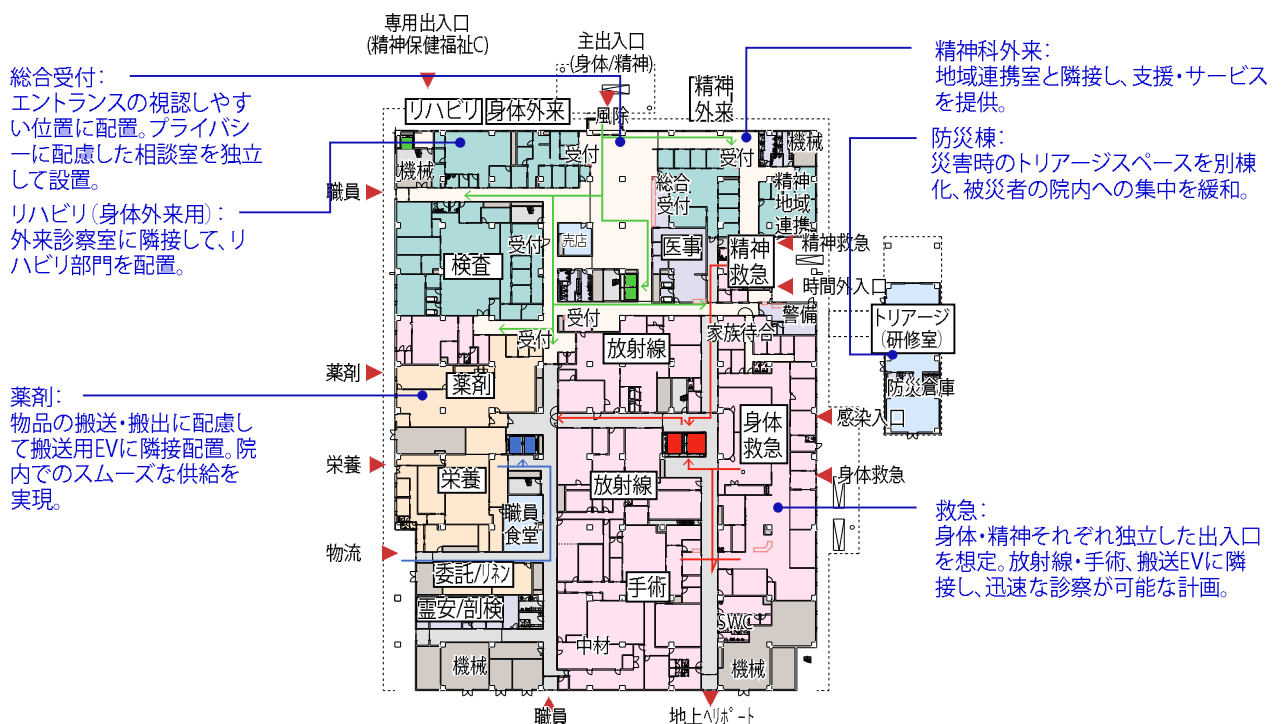 専用出入口
(精神保健福祉C)
主出入口
(身体/精神)
総合受付：
エントランスの視認しやす
い位置に配置。プライバシ
ーに配慮した相談室を独立
して設置。
リハビリ（身体外来用）：
外来診察室に隣接して、リ
ハビリ部門を配置。
薬剤：
物品の搬送・搬出に配慮し
て搬送用EVに隣接配置。院
内でのスムーズな供給を
実現。
精神科外来：
地域連携室と隣接し、支援・サービス
を提供。
防災棟：
災害時のトリアージスペースを別棟
化、被災者の院内への集中を緩和。
救急：
身体・精神それぞれ独立した出入口
を想定。放射線・手術、搬送EVに隣
接し、迅速な診察が可能な計画。
リハビリ
身体外来
風除
精神
外来
機械
受付
受付
機械
職員
総合
受付
精神
地域
連携
受付
売店
医事
精神
救急
精神救急
検査
時間外入口
受付
警備
トリアージ
(研修室)
受付
放射線
家族待合
薬剤
薬剤
防災倉庫
身体
救急
感染入口
栄養
栄養
放射線
身体救急
職員
食堂
物流
委託/リネン
手術
霊安/剖検
SWC
中材
機械
機械
職員
地上ヘリポート